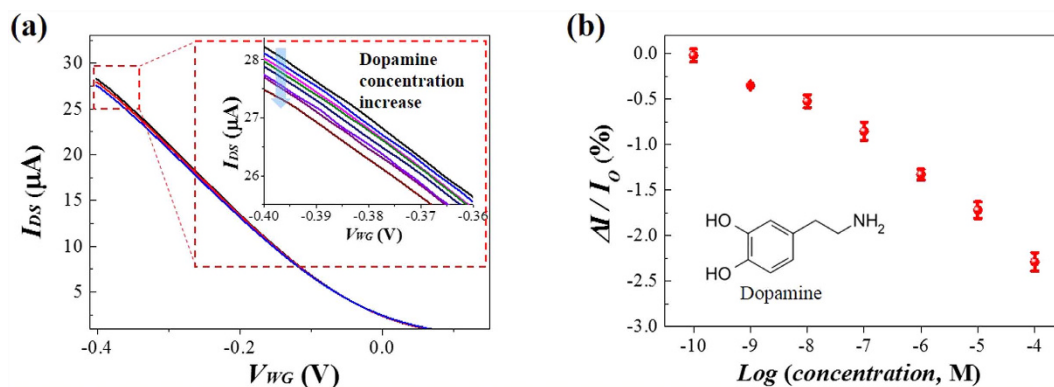 (a)
30
25
20
15
10
5
I_DS (μA)
-0.4
-0.2
0.0
V_WG (V)
28
27
26
I_DS (μA)
-0.40
-0.39
-0.38
-0.37
-0.36
V_WG (V)
Dopamine
concentration
increase
(b)
0.0
-0.5
-1.0
-1.5
-2.0
-2.5
-3.0
ΔI / I_O (%)
HO
HO
NH₂
Dopamine
-10
-9
-8
-7
-6
-5
-4
Log (concentration, M)